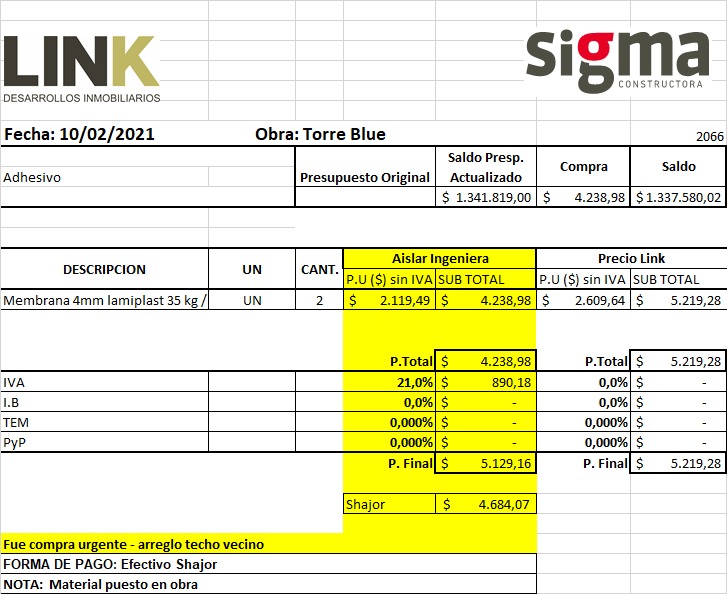 LINK
DESARROLLOS INMOBILIARIOS
sigma
CONSTRUCTORA
Fecha: 10/02/2021 Obra: Torre Blue 2066
Adhesivo Presupuesto Original Saldo Presp. Actualizado Compra Saldo
$ 1.341.819,00 $ 4.238,98 $ 1.337.580,02
DESCRIPCION UN CANT. Aislar Ingeniera Precio Link
P.U ($) sin IVA SUB TOTAL P.U ($) sin IVA SUB TOTAL
Membrana 4mm lamiplast 35 kg / UN 2 $ 2.119,49 $ 4.238,98 $ 2.609,64 $ 5.219,28
P.Total $ 4.238,98 P.Total $ 5.219,28
IVA 21,0% $ 890,18 0,0% $ -
I.B 0,0% $ - 0,0% $ -
TEM 0,000% $ - 0,000% $ -
PyP 0,000% $ - 0,000% $ -
P. Final $ 5.129,16 P. Final $ 5.219,28
Shajor $ 4.684,07
Fue compra urgente - arreglo techo vecino
FORMA DE PAGO: Efectivo Shajor
NOTA: Material puesto en obra